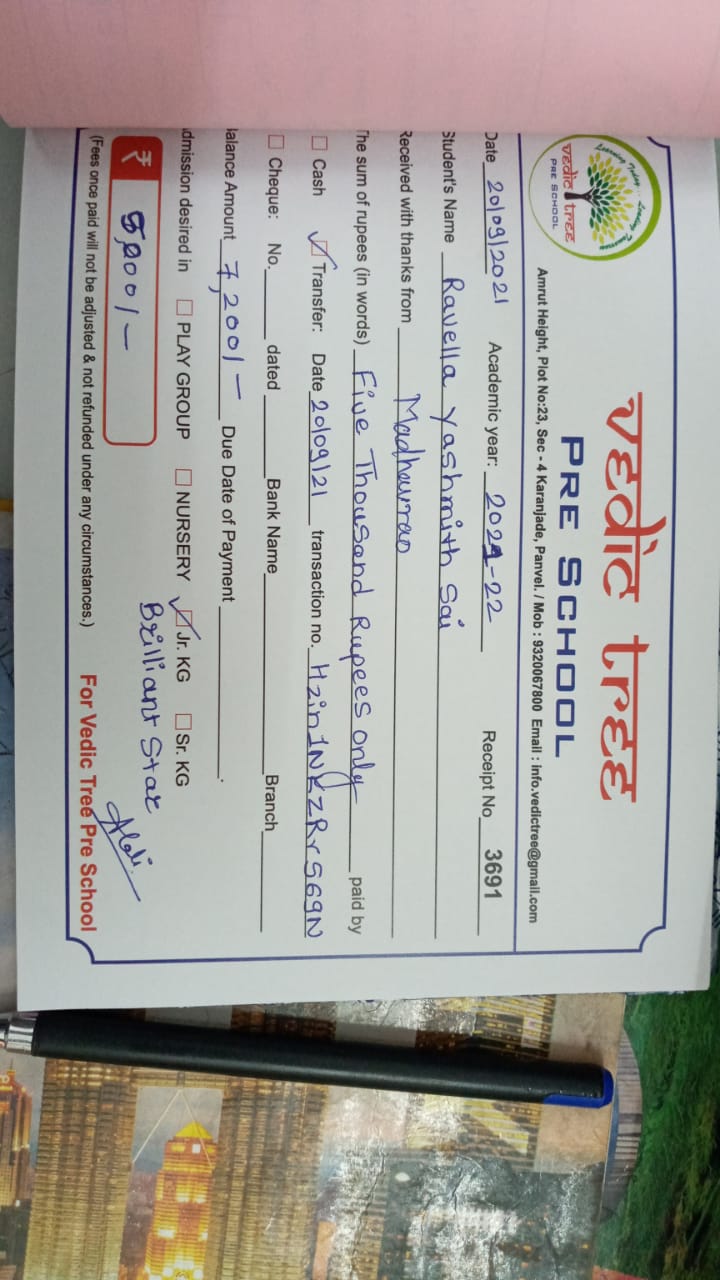 Learning Today... Leading Tomorrow
vedic tree
PRE SCHOOL
vedic tree
PRE SCHOOL
Amrut Height, Plot No:23, Sec - 4 Karanjade, Panvel. / Mob : 9320067800 Email : info.vedictree@gmail.com
Date 20/09/2021 Academic year: 2021-22 Receipt No 3691
Student's Name Ravella Yashmith Sai
Received with thanks from Madhavrao
The sum of rupees (in words) Five Thousand Rupees only paid by
☐ Cash ☑ Transfer: Date 20/09/21 transaction no. Hzin1NkZRrS69N
☐ Cheque: No. dated Bank Name Branch
alance Amount 7,200/- Due Date of Payment .
dmission desired in ☐ PLAY GROUP ☐ NURSERY ☑ Jr. KG ☐ Sr. KG
Brilliant Star
₹ 5,000/-
(Fees once paid will not be adjusted & not refunded under any circumstances.) For Vedic Tree Pre School